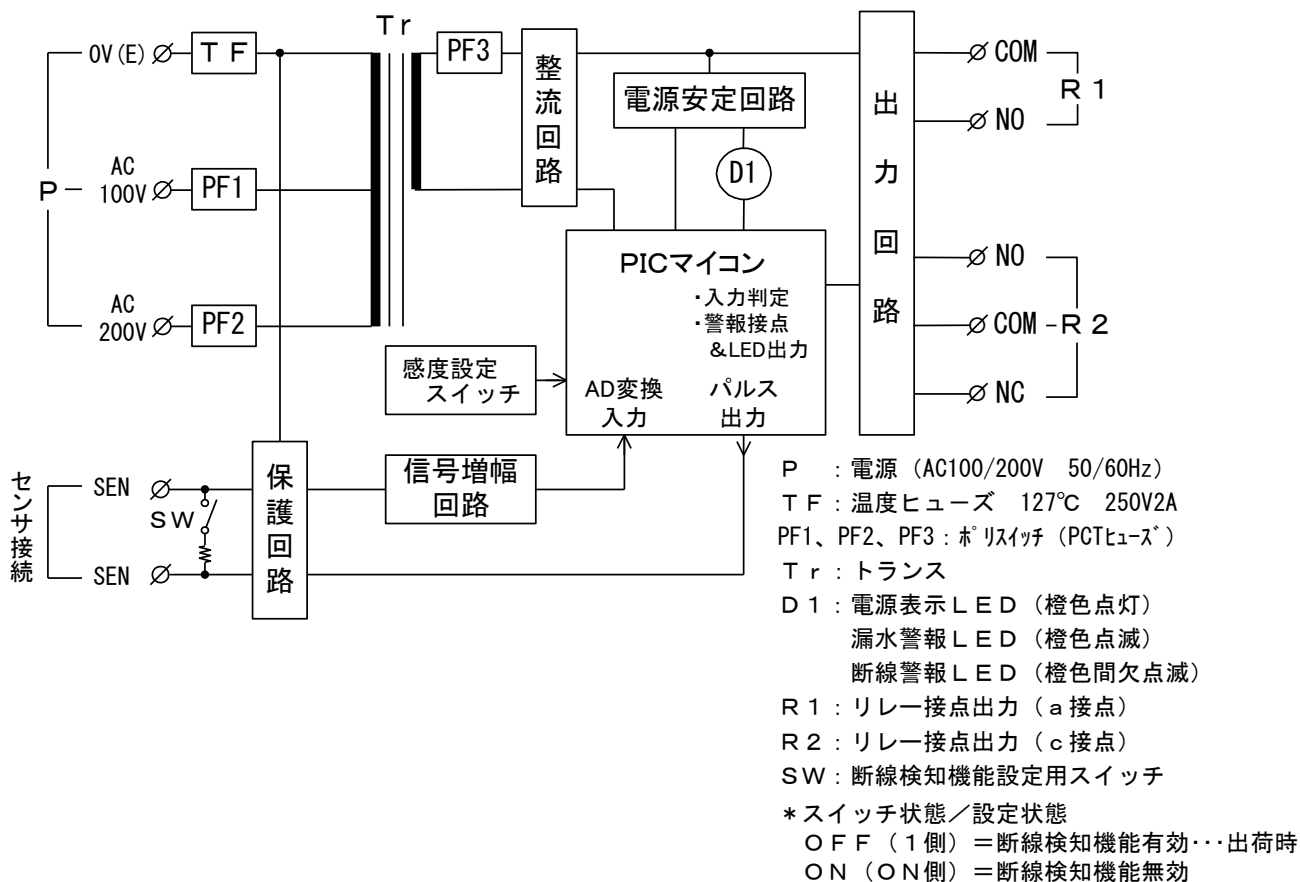 Ｔｒ
0V(E)
ＴＦ
PF3
整流回路
電源安定回路
D1
出力回路
COM
NO
Ｒ１
P
AC
100V
PF1
AC
200V
PF2
PICマイコン
・入力判定
・警報接点
＆LED出力
感度設定
スイッチ
AD変換
入力
パルス
出力
NO
COM
NC
Ｒ２
センサ接続
SEN
ＳＷ
SEN
保護回路
信号増幅
回路
Ｐ ：電源（AC100/200V 50/60Hz）
ＴＦ：温度ヒューズ 127℃ 250V2A
PF1、PF2、PF3：ﾎﾟﾘｽｲｯﾁ（PCTﾋｭｰｽﾞ）
Ｔｒ：トランス
Ｄ１：電源表示ＬＥＤ（橙色点灯）
漏水警報ＬＥＤ（橙色点滅）
断線警報ＬＥＤ（橙色間欠点滅）
Ｒ１：リレー接点出力（ａ接点）
Ｒ２：リレー接点出力（ｃ接点）
ＳＷ：断線検知機能設定用スイッチ
＊スイッチ状態／設定状態
ＯＦＦ（１側）＝断線検知機能有効･･･出荷時
ＯＮ（ＯＮ側）＝断線検知機能無効